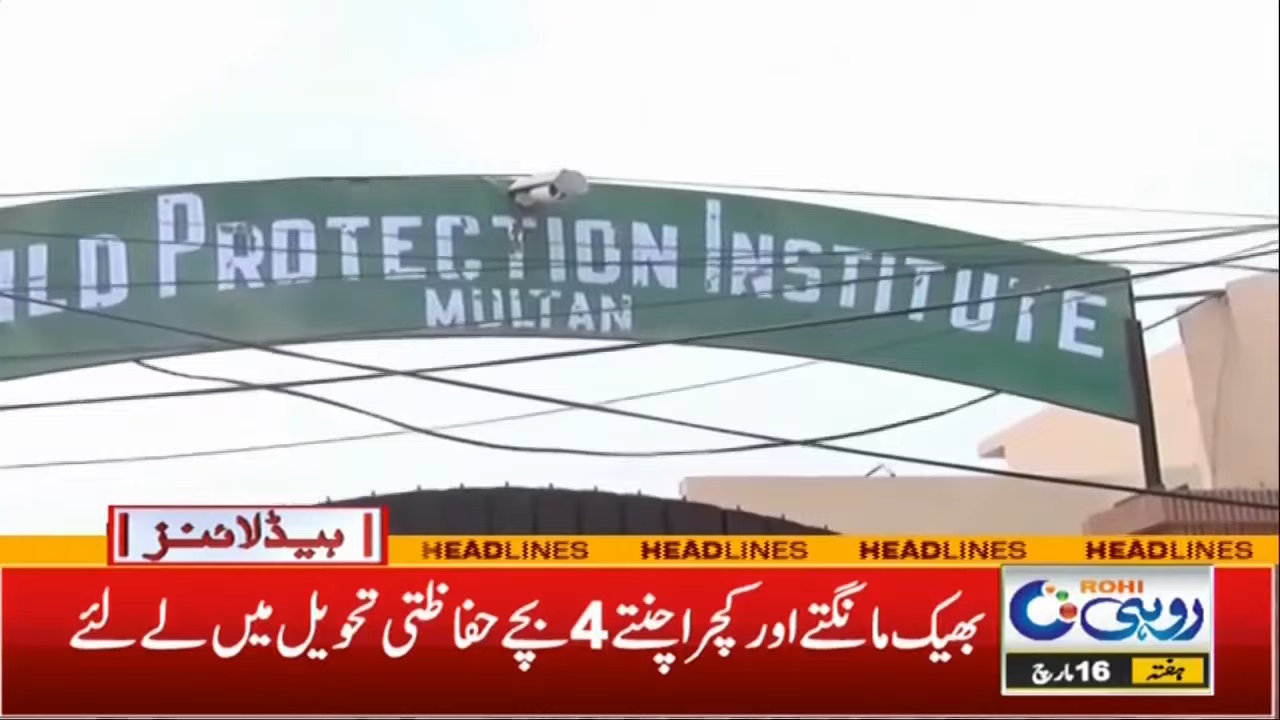 ILD PROTECTION INSTITUTE
MULTAN
ہیڈلائنز
HEADLINES HEADLINES HEADLINES HEADLINES
بھیک مانگتے اور کچرا چنتے 4 بچے حفاظتی تحویل میں لے لئے
ROHI
روہی
ہفتہ 16 مارچ